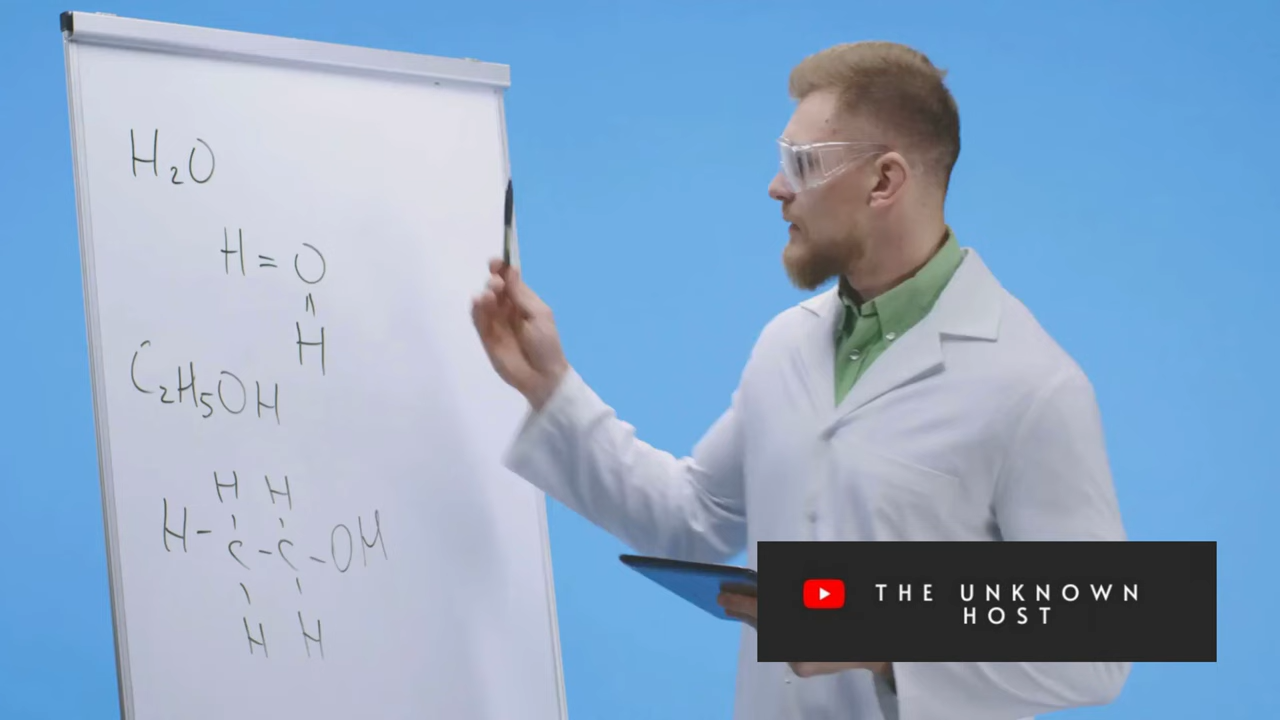 H₂O
H=O
"
H
C₂H₅OH
H H
H-C-C-OH
H H
THE UNKNOWN
HOST